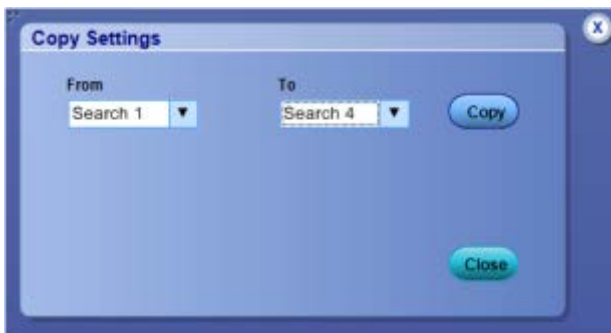 Copy Settings
X
From To
Search 1 ▼ Search 4 ▼ Copy
Close